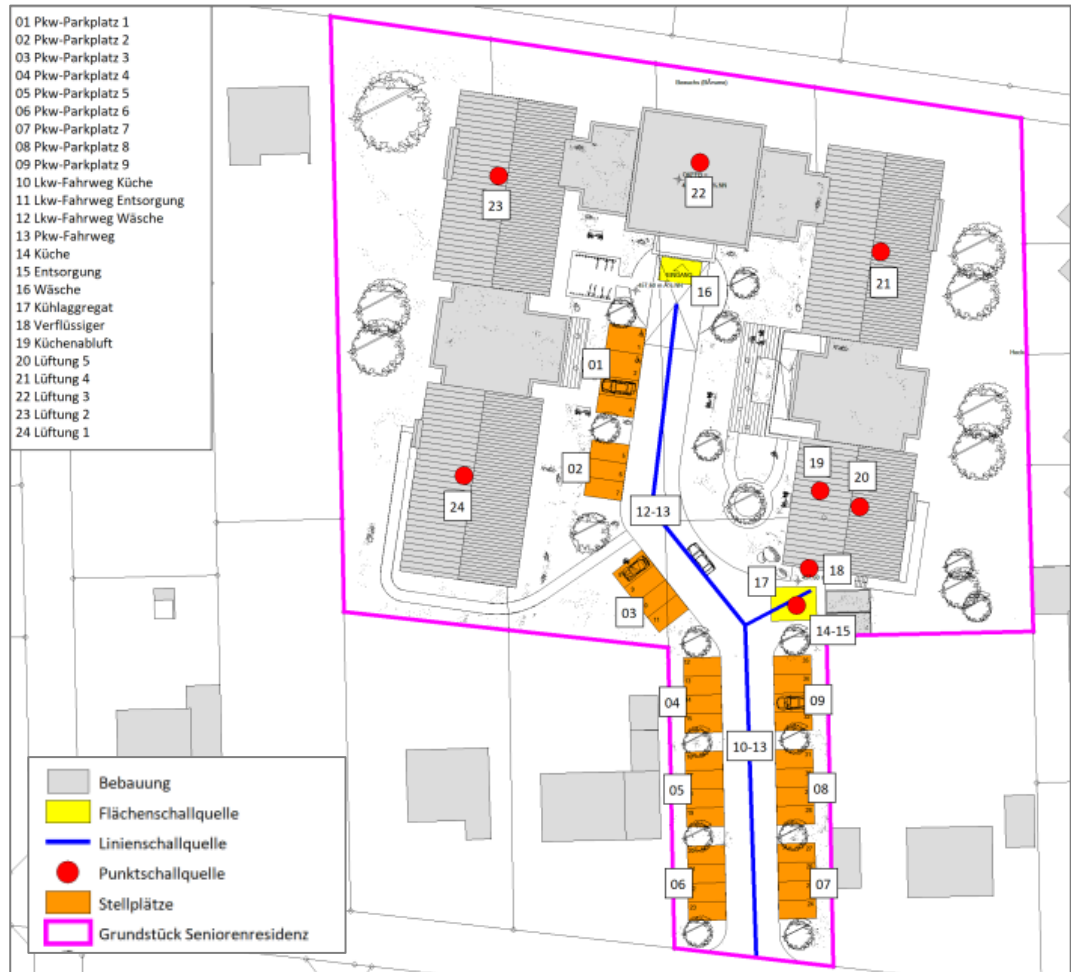 01 Pkw-Parkplatz 1
02 Pkw-Parkplatz 2
03 Pkw-Parkplatz 3
04 Pkw-Parkplatz 4
05 Pkw-Parkplatz 5
06 Pkw-Parkplatz 6
07 Pkw-Parkplatz 7
08 Pkw-Parkplatz 8
09 Pkw-Parkplatz 9
10 Lkw-Fahrweg Küche
11 Lkw-Fahrweg Entsorgung
12 Lkw-Fahrweg Wäsche
13 Pkw-Fahrweg
14 Küche
15 Entsorgung
16 Wäsche
17 Kühlaggregat
18 Verflüssiger
19 Küchenabluft
20 Lüftung 5
21 Lüftung 4
22 Lüftung 3
23 Lüftung 2
24 Lüftung 1
22
23
21
EINGANG
16
01
02
19
20
24
12-13
17
18
03
14-15
04
09
10-13
05
08
06
07
Bebauung
Flächenschallquelle
Linienschallquelle
Punktschallquelle
Stellplätze
Grundstück Seniorenresidenz